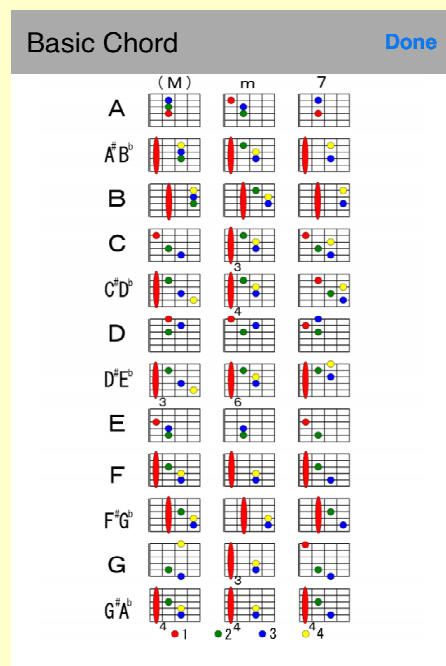 Basic Chord Done
(M) m 7
A
A#B♭
B
C
3
C#D♭
4
D
D#E♭
3 6
E
F
F#G♭
G
3
G#A♭
4 4 4
1 2 3 4